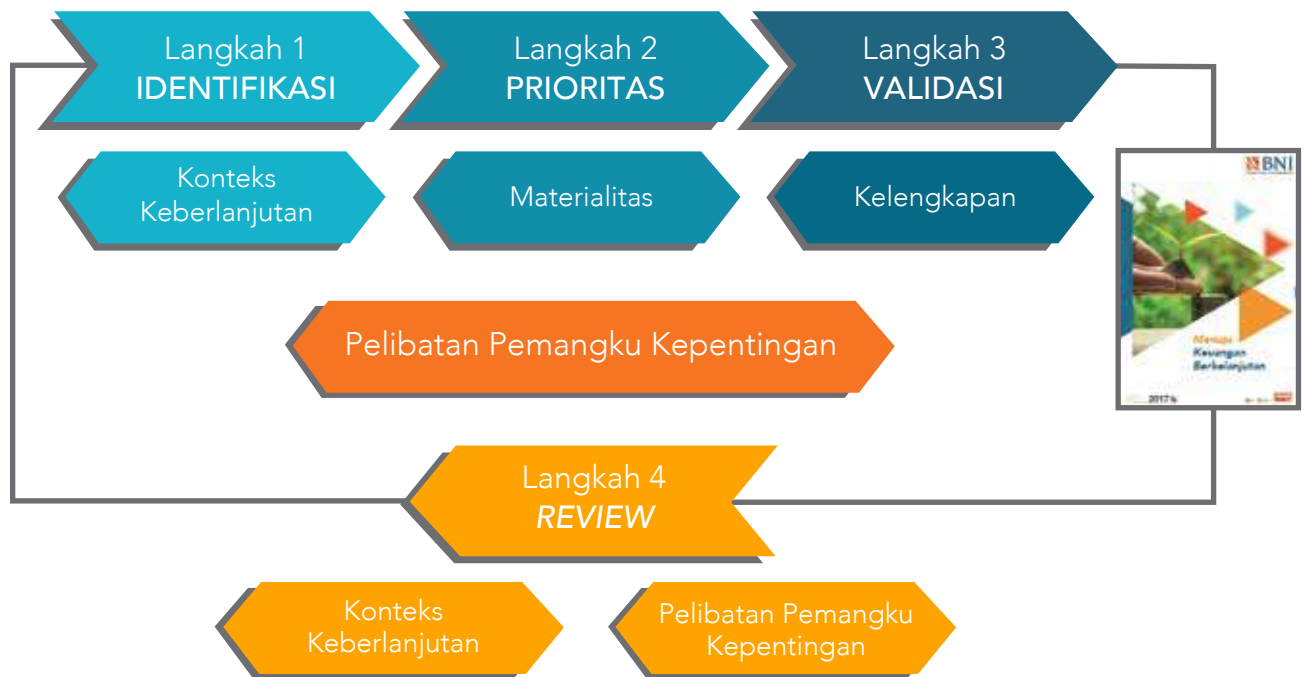 Langkah 1
IDENTIFIKASI
Langkah 2
PRIORITAS
Langkah 3
VALIDASI
Konteks
Keberlanjutan
Materialitas
Kelengkapan
BNI
Menuju
Keuangan
Berkelanjutan
2017
Pelibatan Pemangku Kepentingan
Langkah 4
REVIEW
Konteks
Keberlanjutan
Pelibatan Pemangku
Kepentingan